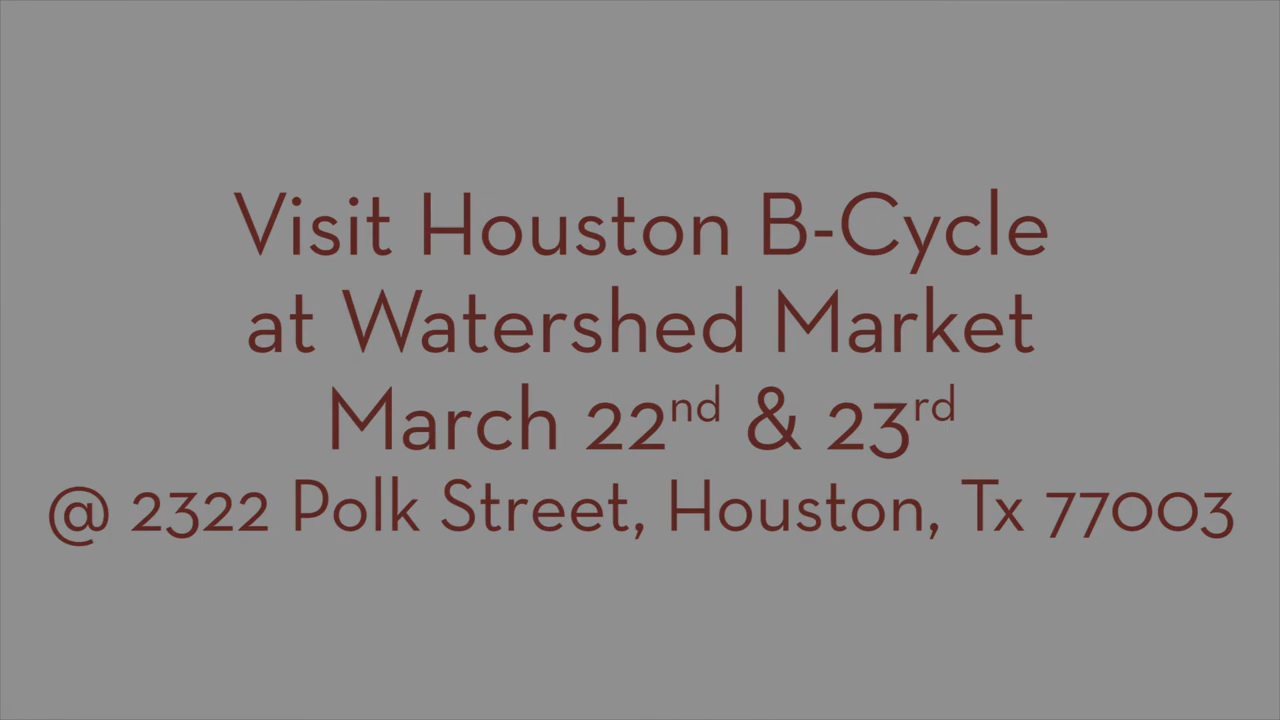 Visit Houston B-Cycle
at Watershed Market
March 22nd & 23rd
@ 2322 Polk Street, Houston, Tx 77003